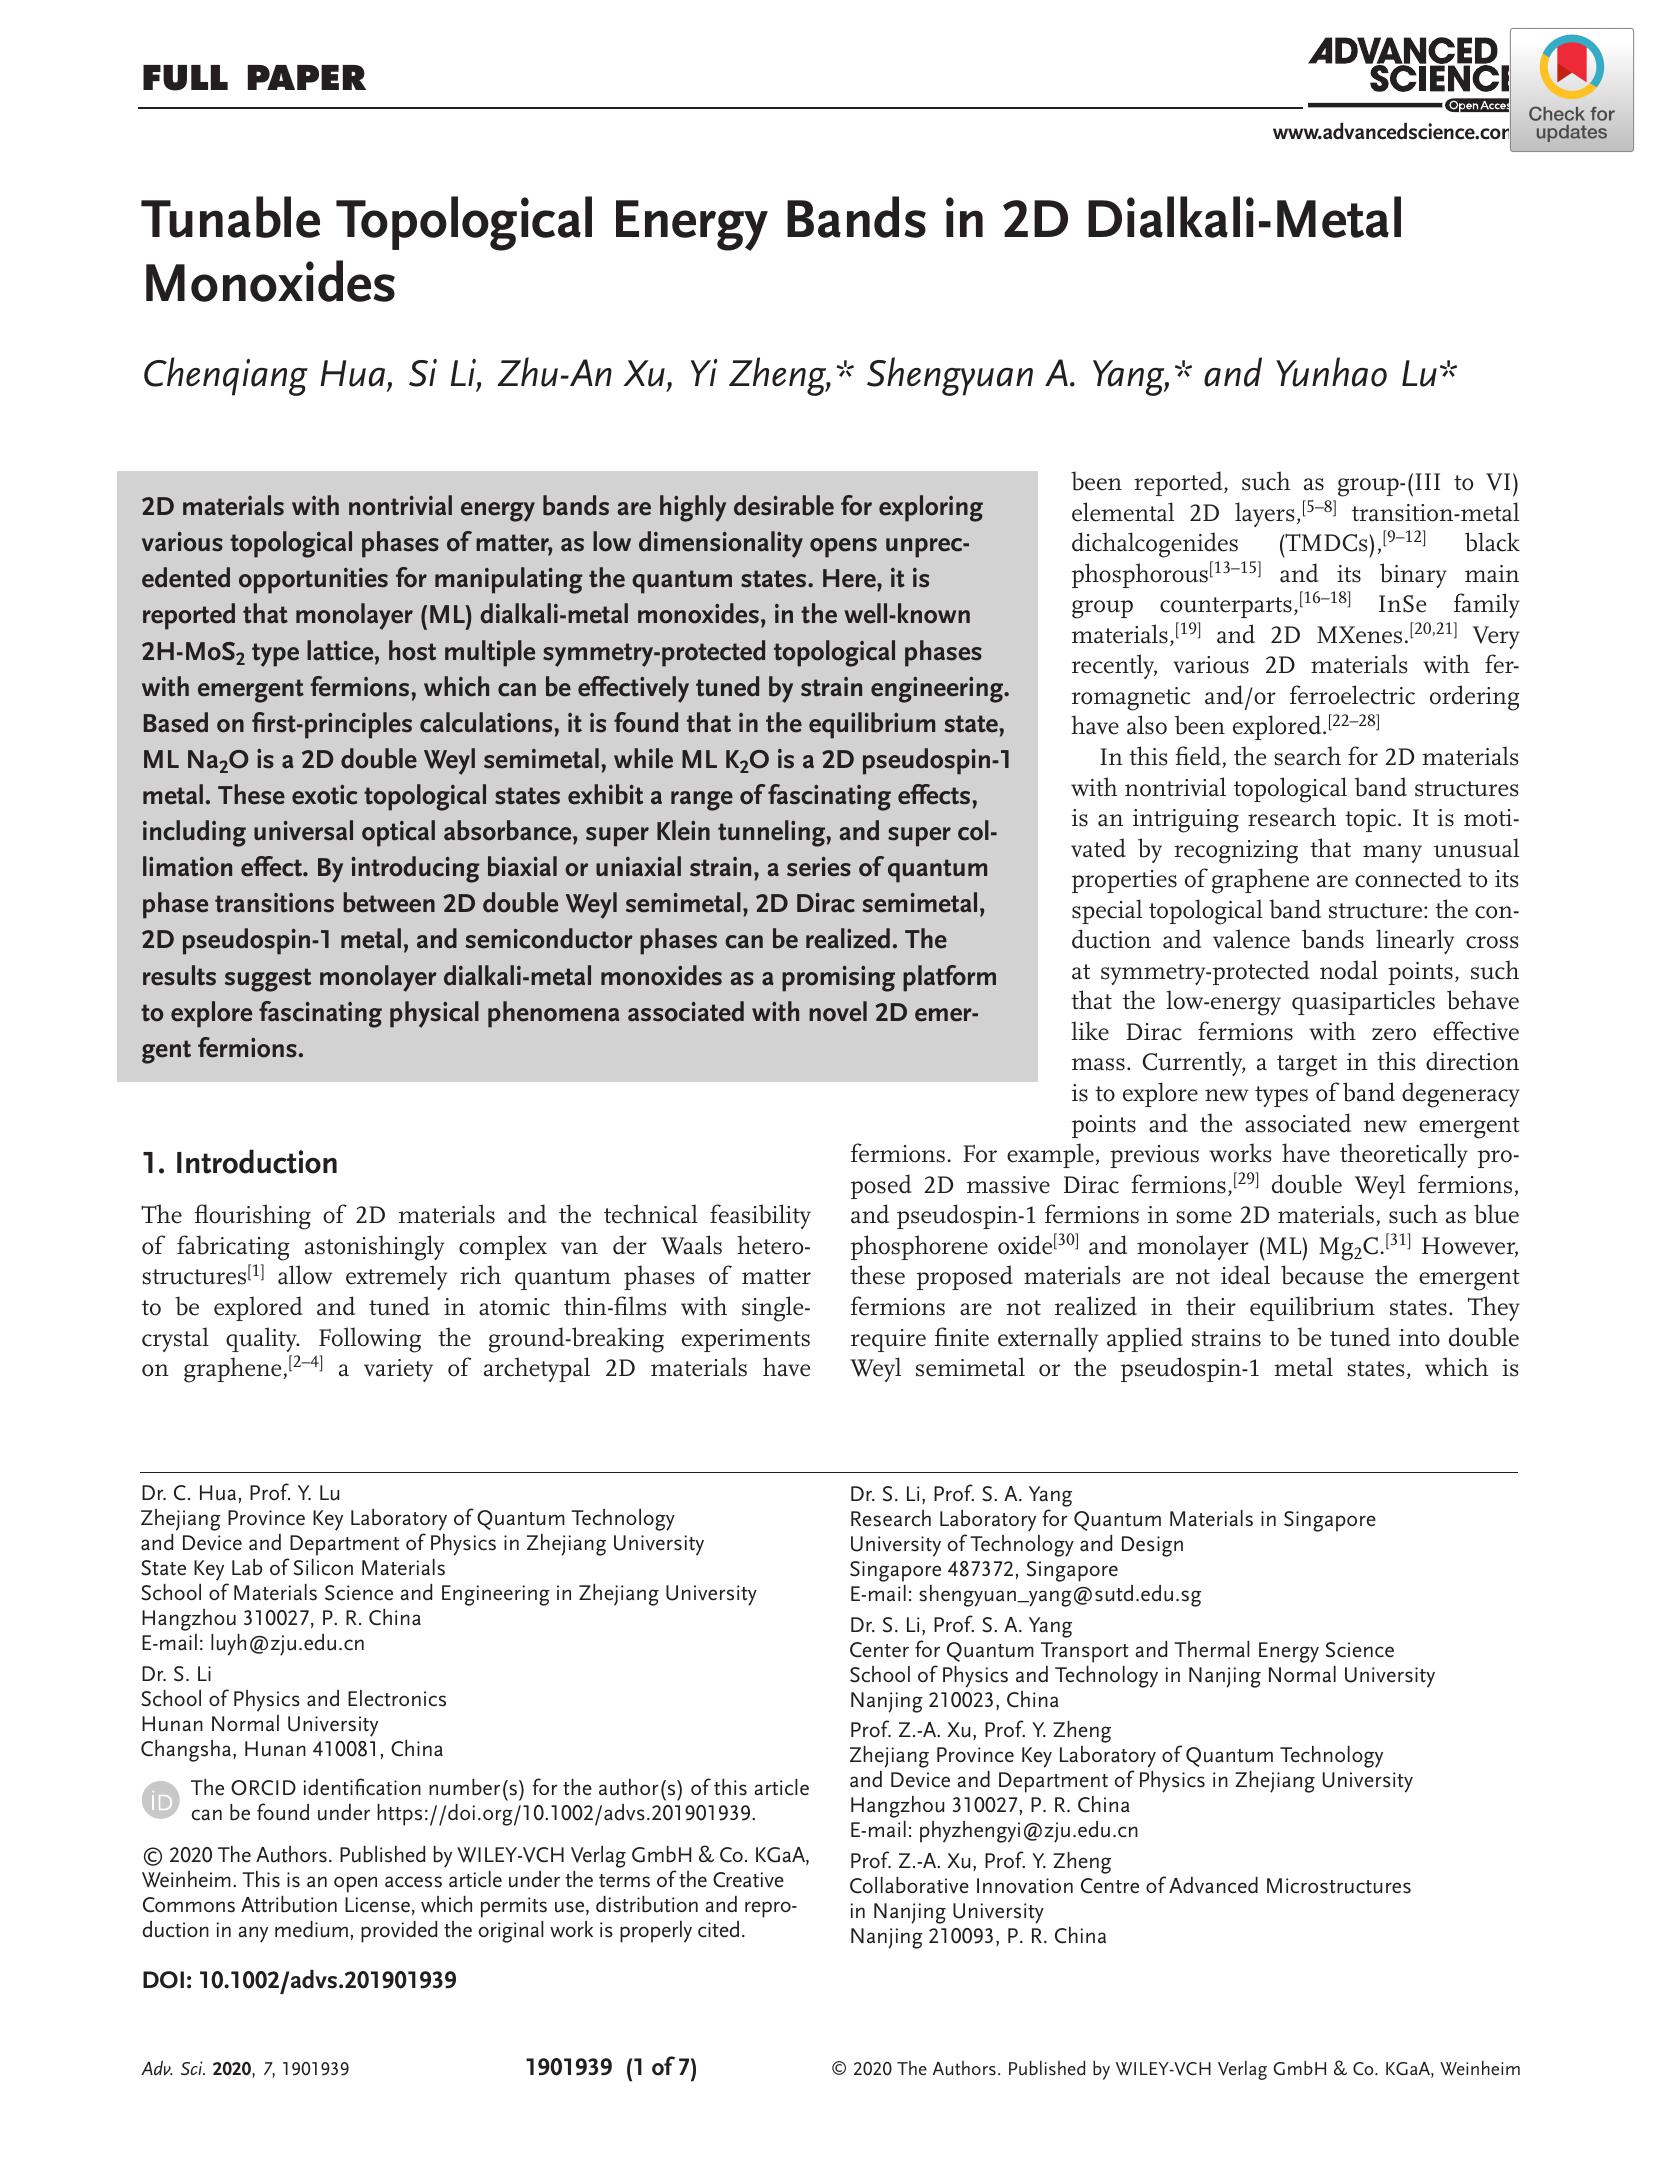 FULL PAPER
ADVANCED
SCIENCE
Open Access
www.advancedscience.com
Check for
updates
Tunable Topological Energy Bands in 2D Dialkali-Metal
Monoxides
Chenqiang Hua, Si Li, Zhu-An Xu, Yi Zheng,* Shengyuan A. Yang,* and Yunhao Lu*
2D materials with nontrivial energy bands are highly desirable for exploring
various topological phases of matter, as low dimensionality opens unprec-
edented opportunities for manipulating the quantum states. Here, it is
reported that monolayer (ML) dialkali-metal monoxides, in the well-known
2H-MoS2 type lattice, host multiple symmetry-protected topological phases
with emergent fermions, which can be effectively tuned by strain engineering.
Based on first-principles calculations, it is found that in the equilibrium state,
ML Na2O is a 2D double Weyl semimetal, while ML K2O is a 2D pseudospin-1
metal. These exotic topological states exhibit a range of fascinating effects,
including universal optical absorbance, super Klein tunneling, and super col-
limation effect. By introducing biaxial or uniaxial strain, a series of quantum
phase transitions between 2D double Weyl semimetal, 2D Dirac semimetal,
2D pseudospin-1 metal, and semiconductor phases can be realized. The
results suggest monolayer dialkali-metal monoxides as a promising platform
to explore fascinating physical phenomena associated with novel 2D emer-
gent fermions.
1. Introduction
The flourishing of 2D materials and the technical feasibility
of fabricating astonishingly complex van der Waals hetero-
structures[1] allow extremely rich quantum phases of matter
to be explored and tuned in atomic thin-films with single-
crystal quality. Following the ground-breaking experiments
on graphene,[2–4] a variety of archetypal 2D materials have
been reported, such as group-(III to VI)
elemental 2D layers,[5–8] transition-metal
dichalcogenides (TMDCs),[9–12] black
phosphorous[13–15] and its binary main
group counterparts,[16–18] InSe family
materials,[19] and 2D MXenes.[20,21] Very
recently, various 2D materials with fer-
romagnetic and/or ferroelectric ordering
have also been explored.[22–28]
In this field, the search for 2D materials
with nontrivial topological band structures
is an intriguing research topic. It is moti-
vated by recognizing that many unusual
properties of graphene are connected to its
special topological band structure: the con-
duction and valence bands linearly cross
at symmetry-protected nodal points, such
that the low-energy quasiparticles behave
like Dirac fermions with zero effective
mass. Currently, a target in this direction
is to explore new types of band degeneracy
points and the associated new emergent
fermions. For example, previous works have theoretically pro-
posed 2D massive Dirac fermions,[29] double Weyl fermions,
and pseudospin-1 fermions in some 2D materials, such as blue
phosphorene oxide[30] and monolayer (ML) Mg2C.[31] However,
these proposed materials are not ideal because the emergent
fermions are not realized in their equilibrium states. They
require finite externally applied strains to be tuned into double
Weyl semimetal or the pseudospin-1 metal states, which is
Dr. C. Hua, Prof. Y. Lu
Zhejiang Province Key Laboratory of Quantum Technology
and Device and Department of Physics in Zhejiang University
State Key Lab of Silicon Materials
School of Materials Science and Engineering in Zhejiang University
Hangzhou 310027, P. R. China
E-mail: luyh@zju.edu.cn
Dr. S. Li
School of Physics and Electronics
Hunan Normal University
Changsha, Hunan 410081, China
iD
The ORCID identification number(s) for the author(s) of this article
can be found under https://doi.org/10.1002/advs.201901939.
© 2020 The Authors. Published by WILEY-VCH Verlag GmbH & Co. KGaA,
Weinheim. This is an open access article under the terms of the Creative
Commons Attribution License, which permits use, distribution and repro-
duction in any medium, provided the original work is properly cited.
DOI: 10.1002/advs.201901939
Dr. S. Li, Prof. S. A. Yang
Research Laboratory for Quantum Materials in Singapore
University of Technology and Design
Singapore 487372, Singapore
E-mail: shengyuan_yang@sutd.edu.sg
Dr. S. Li, Prof. S. A. Yang
Center for Quantum Transport and Thermal Energy Science
School of Physics and Technology in Nanjing Normal University
Nanjing 210023, China
Prof. Z.-A. Xu, Prof. Y. Zheng
Zhejiang Province Key Laboratory of Quantum Technology
and Device and Department of Physics in Zhejiang University
Hangzhou 310027, P. R. China
E-mail: phyzhengyi@zju.edu.cn
Prof. Z.-A. Xu, Prof. Y. Zheng
Collaborative Innovation Centre of Advanced Microstructures
in Nanjing University
Nanjing 210093, P. R. China
Adv. Sci. 2020, 7, 1901939
1901939 (1 of 7)
© 2020 The Authors. Published by WILEY-VCH Verlag GmbH & Co. KGaA, Weinheim